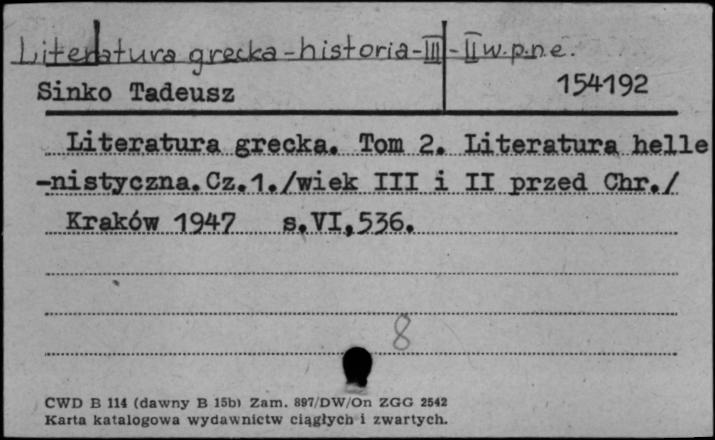 Literatura grecka-historia-III-II w.p.n.e.
Sinko Tadeusz 154192
Literatura grecka. Tom 2. Literatura helle
-nistyczna.Cz.1./wiek III i II przed Chr./
Kraków 1947 s.VI,536.
8
CWD B 114 (dawny B 15b) Zam. 897/DW/On ZGG 2542
Karta katalogowa wydawnictw ciągłych i zwartych.